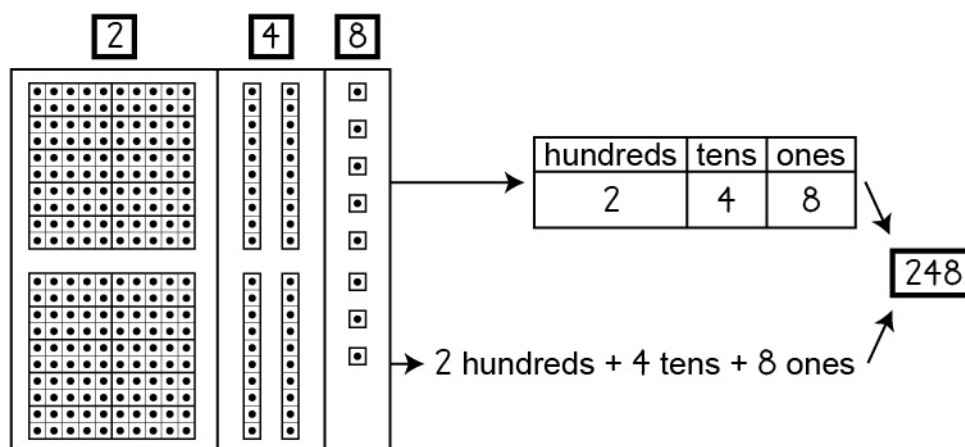 2 4 8
hundreds tens ones
2 4 8
248
2 hundreds + 4 tens + 8 ones